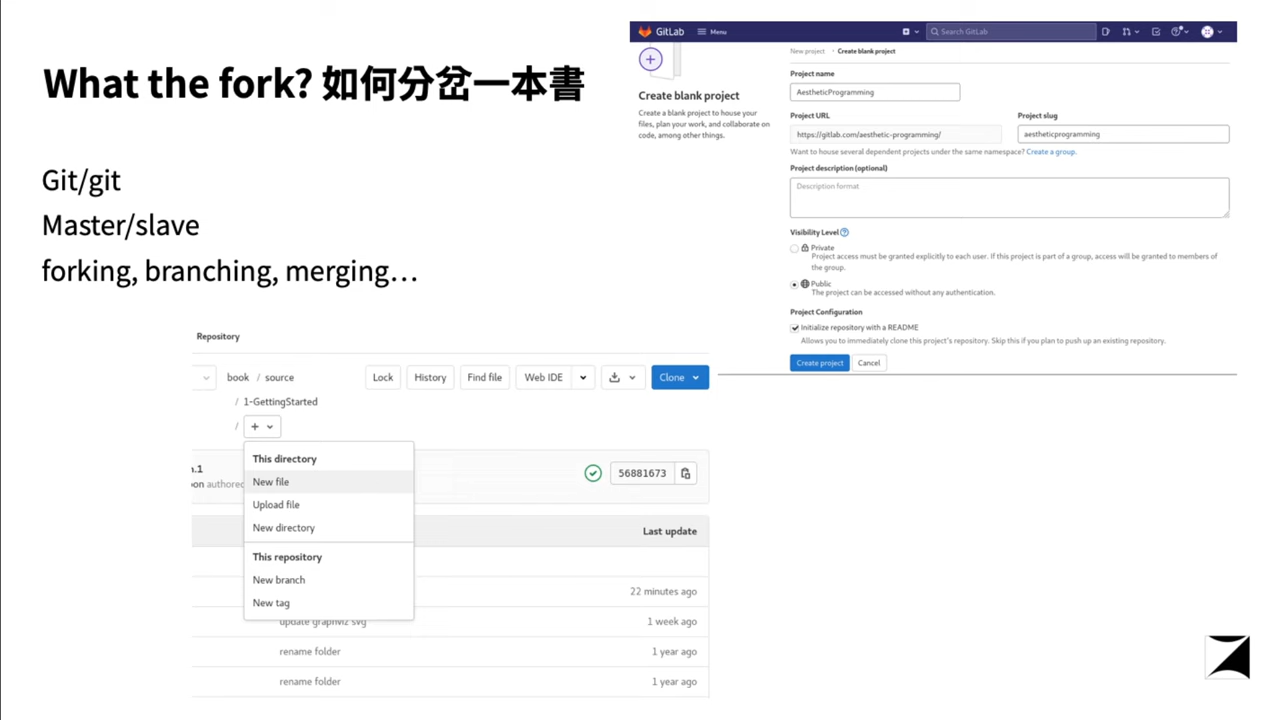 What the fork? 如何分岔一本書
Git/git
Master/slave
forking, branching, merging…
GitLab
Menu
Search GitLab
New project › Create blank project
Create blank project
Create a blank project to house your
files, plan your work, and collaborate on
code, among other things.
Project name
AestheticProgramming
Project URL
https://gitlab.com/aesthetic-programming/
Project slug
aestheticprogramming
Want to house several dependent projects under the same namespace? Create a group.
Project description (optional)
Description format
Visibility Level
Private
Project access must be granted explicitly to each user. If this project is part of a group, access will be granted to members of
the group.
Public
The project can be accessed without any authentication.
Project Configuration
Initialize repository with a README
Allows you to immediately clone this project's repository. Skip this if you plan to push up an existing repository.
Create project
Cancel
Repository
book / source
Lock
History
Find file
Web IDE
Clone
/ 1-GettingStarted
/ +
This directory
New file
Upload file
New directory
This repository
New branch
New tag
n.1
on authored
56881673
Last update
22 minutes ago
update graphviz svg
1 week ago
rename folder
1 year ago
rename folder
1 year ago